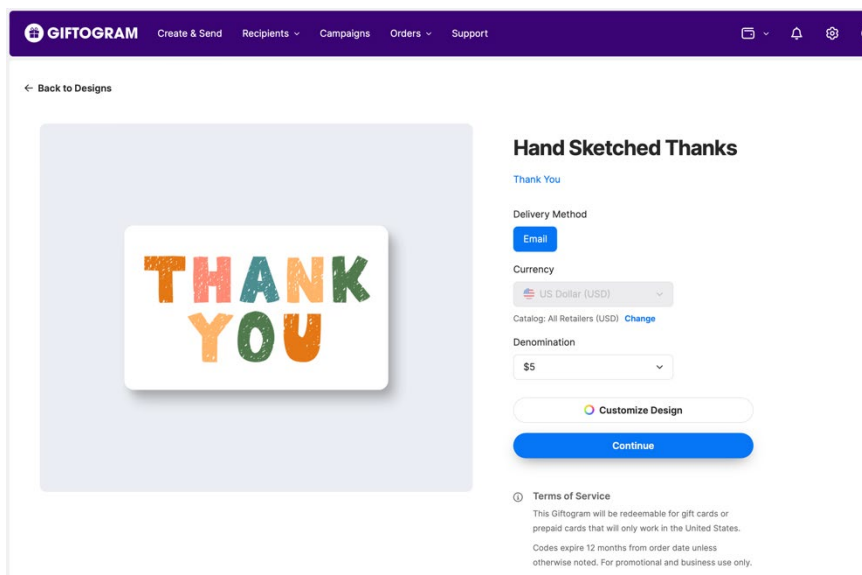 GIFTOGRAM Create & Send Recipients Campaigns Orders Support
← Back to Designs
THANK
YOU
Hand Sketched Thanks
Thank You
Delivery Method
Email
Currency
US Dollar (USD)
Catalog: All Retailers (USD) Change
Denomination
$5
Customize Design
Continue
Terms of Service
This Giftogram will be redeemable for gift cards or
prepaid cards that will only work in the United States.
Codes expire 12 months from order date unless
otherwise noted. For promotional and business use only.